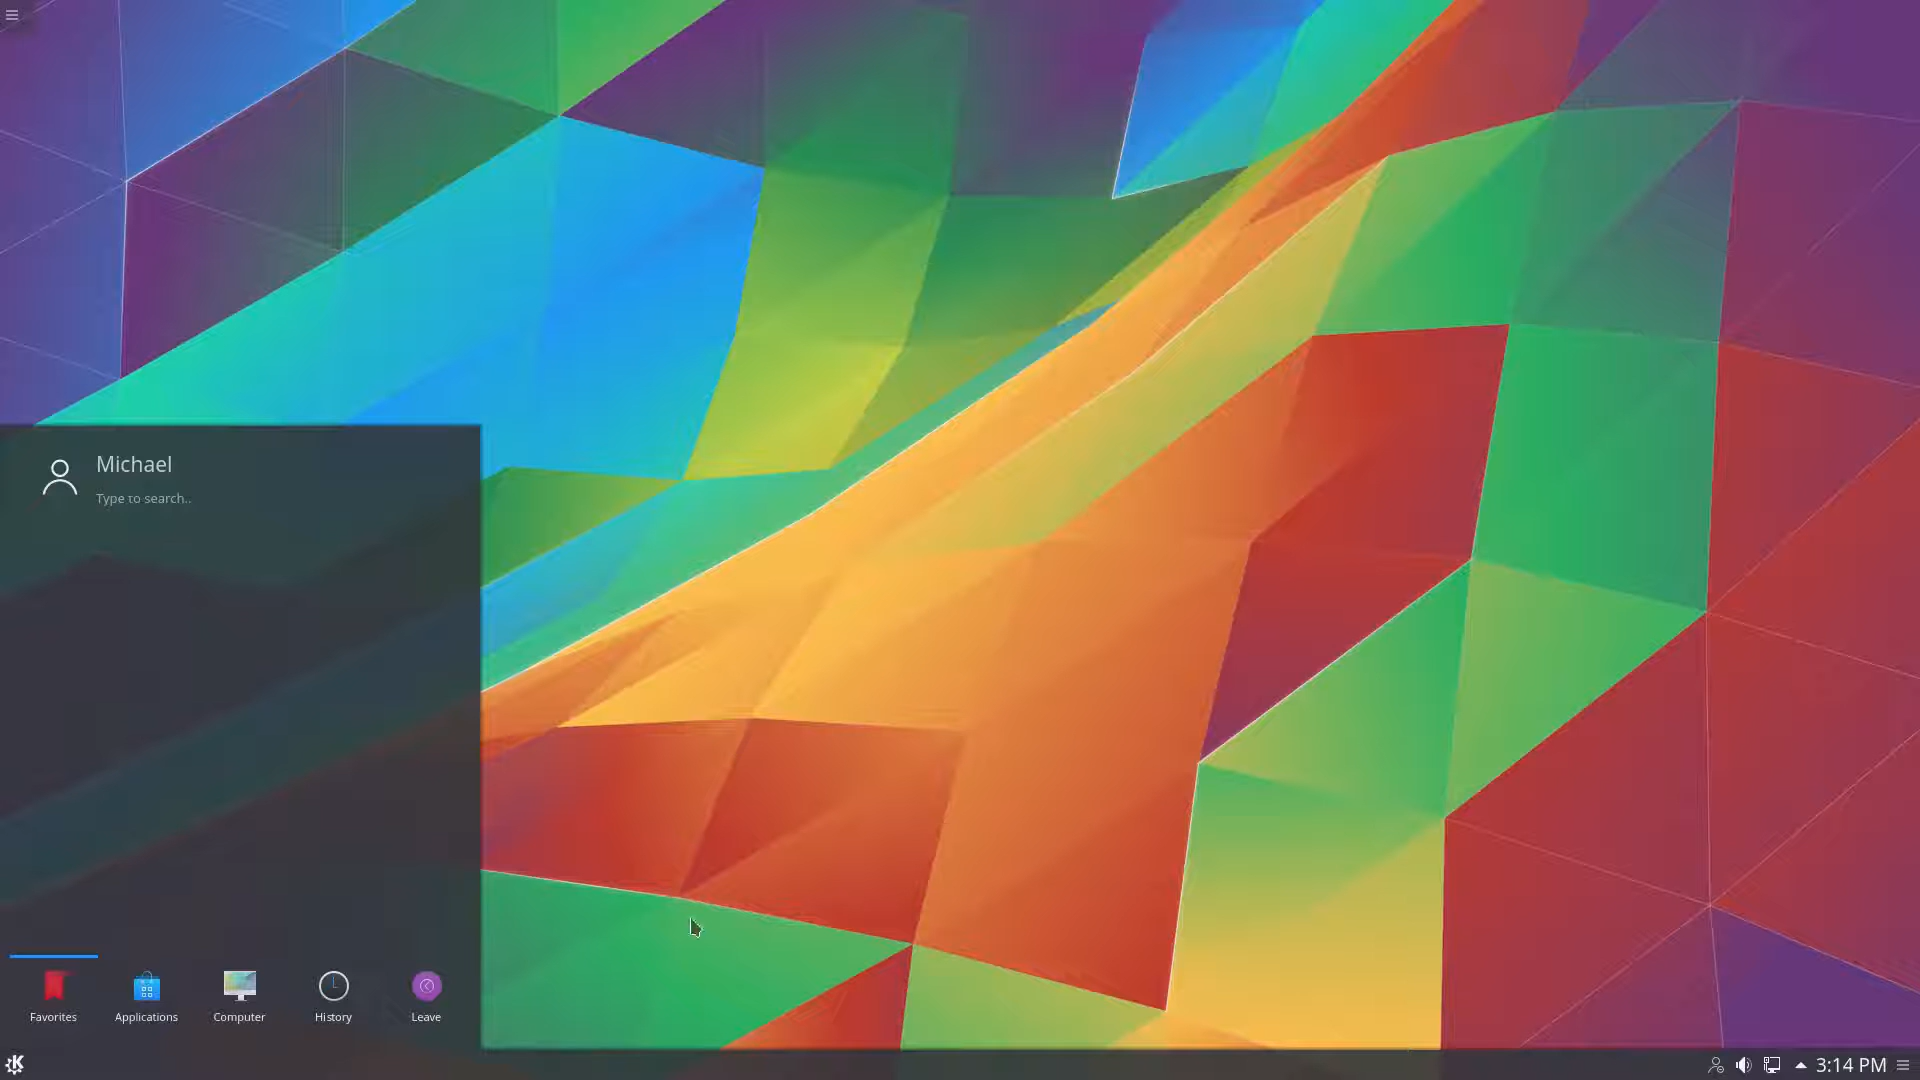 Michael
Type to search..
Favorites
Applications
Computer
History
Leave
3:14 PM